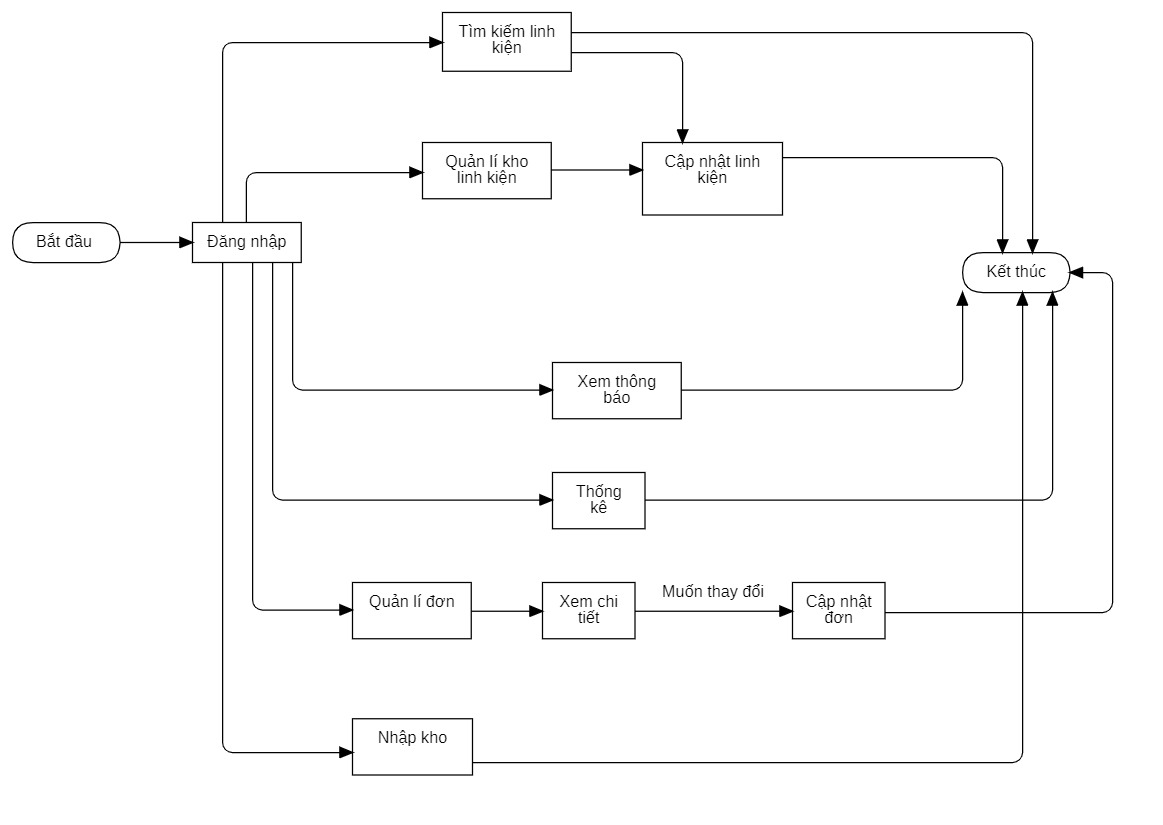 Tìm kiếm linh
kiện
Quản lí kho
linh kiện
Cập nhật linh
kiện
Bắt đầu
Đăng nhập
Kết thúc
Xem thông
báo
Thống
kê
Quản lí đơn
Xem chi
tiết
Muốn thay đổi
Cập nhật
đơn
Nhập kho